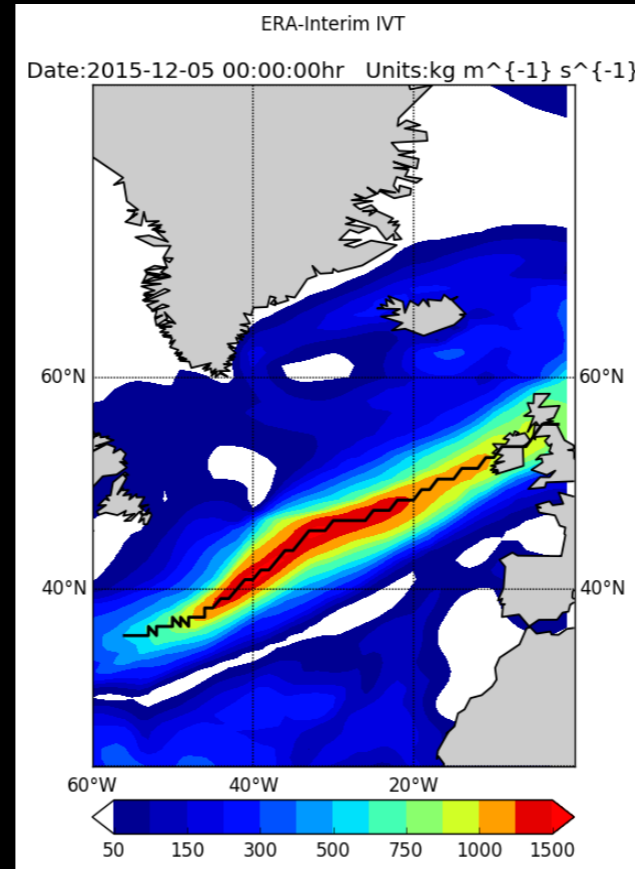 ERA-Interim IVT
Date:2015-12-05 00:00:00hr Units:kg m^{-1} s^{-1}
60°N 60°N
40°N 40°N
60°W 40°W 20°W
50 150 300 500 750 1000 1500